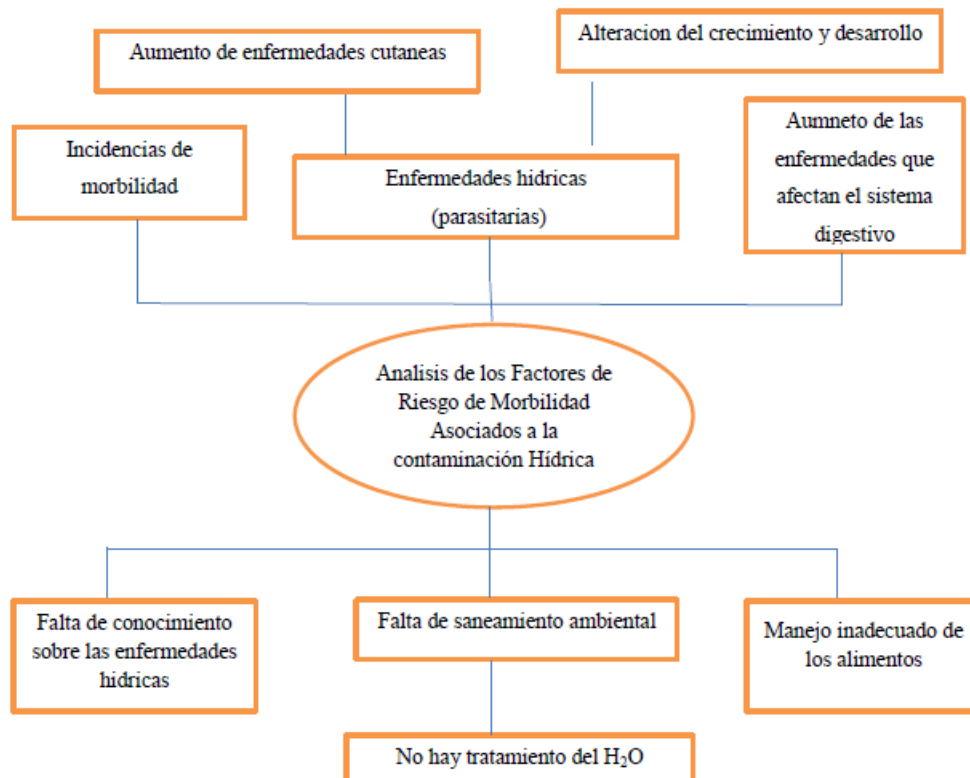 Alteracion del crecimiento y desarrollo
Aumento de enfermedades cutaneas
Incidencias de
morbilidad
Enfermedades hídricas
(parasitarias)
Aumneto de las
enfermedades que
afectan el sistema
digestivo
Analisis de los Factores de
Riesgo de Morbilidad
Asociados a la
contaminación Hídrica
Falta de conocimiento
sobre las enfermedades
hídricas
Falta de saneamiento ambiental
Manejo inadecuado de
los alimentos
No hay tratamiento del H₂O